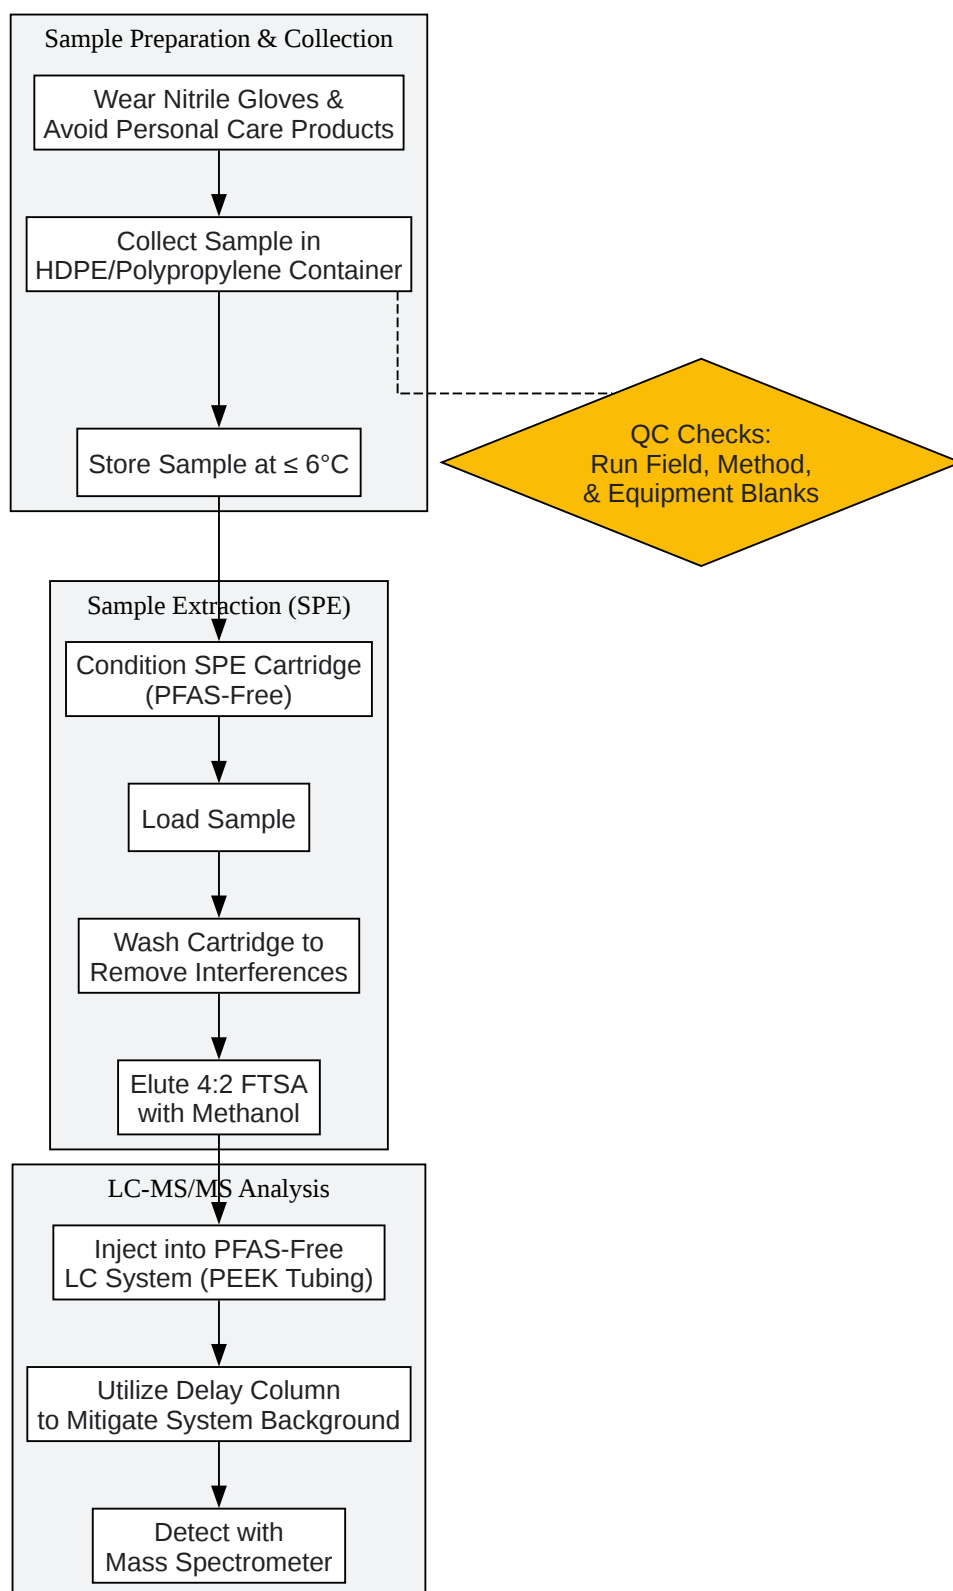 Sample Preparation & Collection
Wear Nitrile Gloves &
Avoid Personal Care Products
Collect Sample in
HDPE/Polypropylene Container
QC Checks:
Run Field, Method,
& Equipment Blanks
Store Sample at ≤ 6°C
Sample Extraction (SPE)
Condition SPE Cartridge
(PFAS-Free)
Load Sample
Wash Cartridge to
Remove Interferences
Elute 4:2 FTSA
with Methanol
LC-MS/MS Analysis
Inject into PFAS-Free
LC System (PEEK Tubing)
Utilize Delay Column
to Mitigate System Background
Detect with
Mass Spectrometer